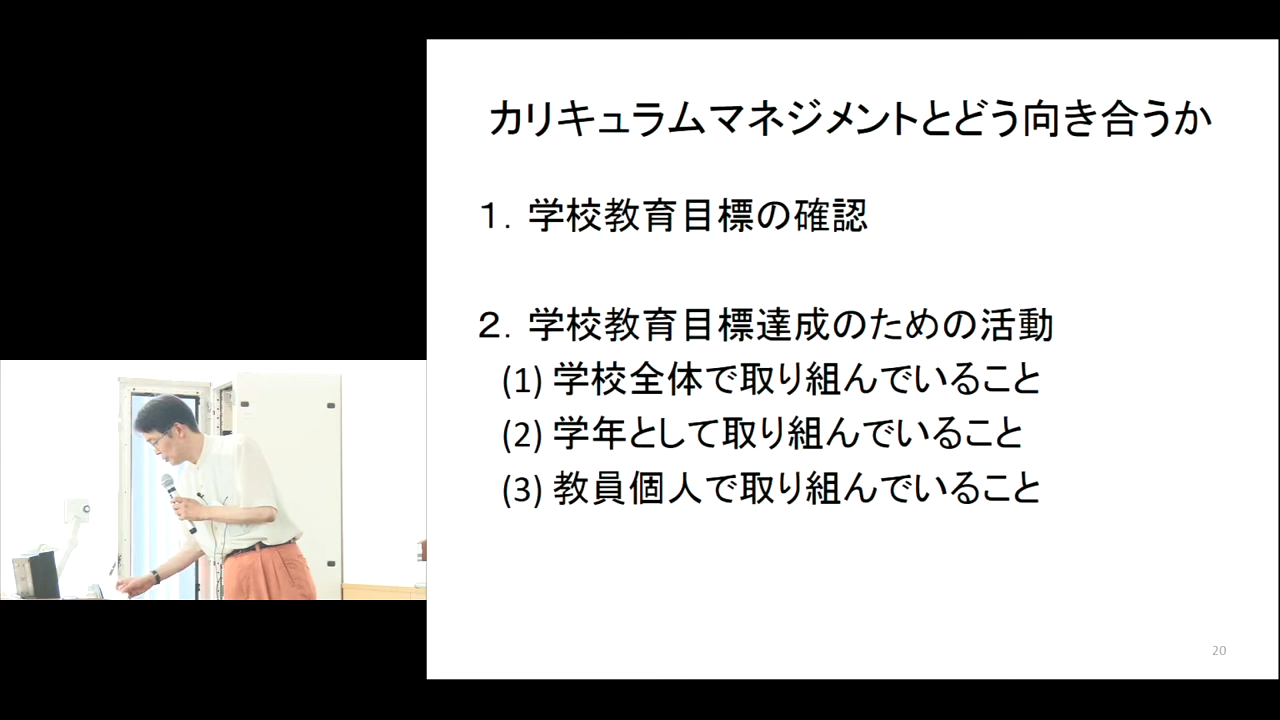 カリキュラムマネジメントとどう向き合うか
１．学校教育目標の確認
２．学校教育目標達成のための活動
(1) 学校全体で取り組んでいること
(2) 学年として取り組んでいること
(3) 教員個人で取り組んでいること
20